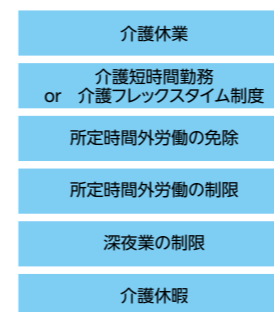 介護休業
介護短時間勤務
or　介護フレックスタイム制度
所定時間外労働の免除
所定時間外労働の制限
深夜業の制限
介護休暇